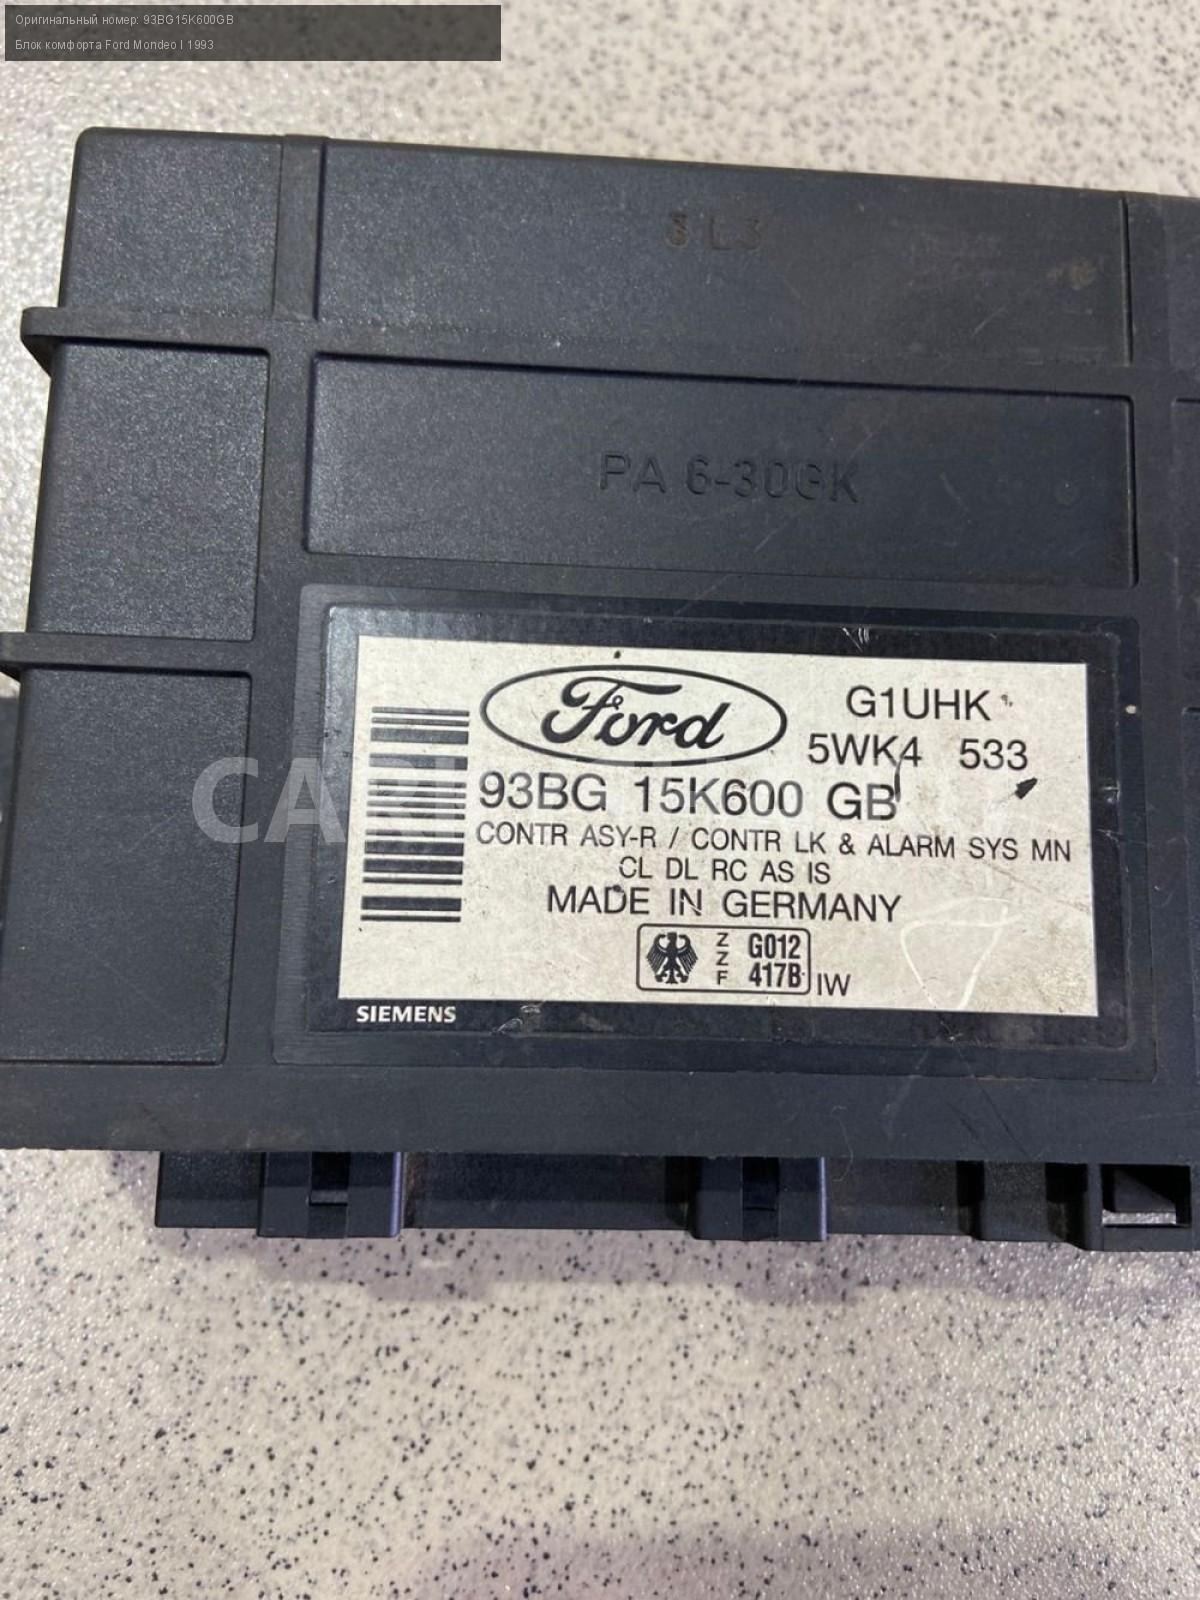 Оригинальный номер: 93BG15K600GB
Блок комфорта Ford Mondeo I 1993
PA 6-30GK
Ford
G1UHK
5WK4 533
93BG 15K600 GB
CONTR ASY-R / CONTR LK & ALARM SYS MN
CL DL RC AS IS
MADE IN GERMANY
ZZF
G012
417B
IW
SIEMENS